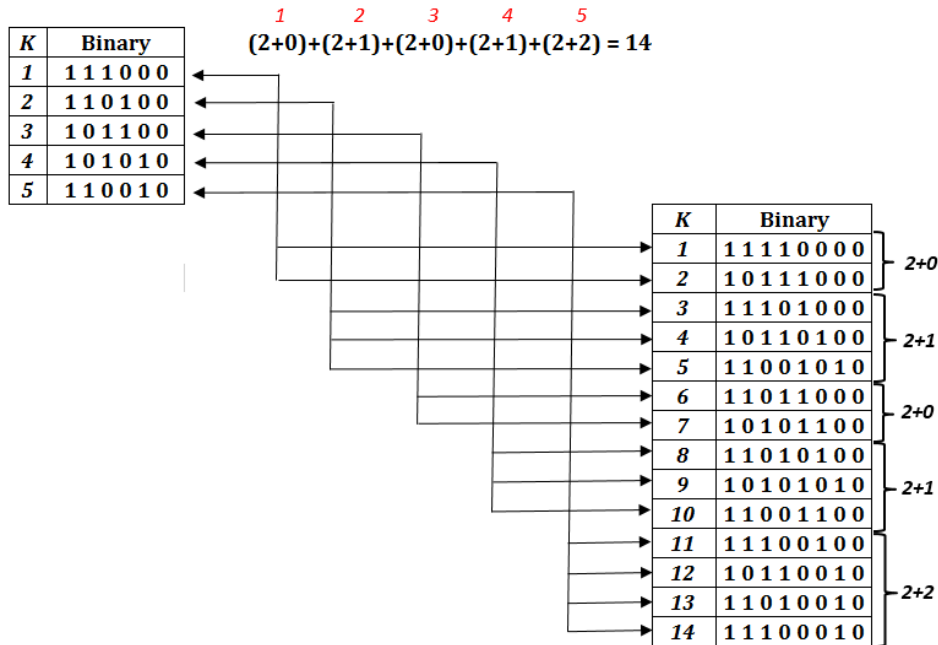 1 2 3 4 5
(2+0)+(2+1)+(2+0)+(2+1)+(2+2) = 14
K Binary
1 1 1 1 0 0 0
2 1 1 0 1 0 0
3 1 0 1 1 0 0
4 1 0 1 0 1 0
5 1 1 0 0 1 0
K Binary
1 1 1 1 1 0 0 0 0
2 1 0 1 1 1 0 0 0
2+0
3 1 1 1 0 1 0 0 0
4 1 0 1 1 0 1 0 0
5 1 1 0 0 1 0 1 0
2+1
6 1 1 0 1 1 0 0 0
7 1 0 1 0 1 1 0 0
2+0
8 1 1 0 1 0 1 0 0
9 1 0 1 0 1 0 1 0
10 1 1 0 0 1 1 0 0
2+1
11 1 1 1 0 0 1 0 0
12 1 0 1 1 0 0 1 0
13 1 1 0 1 0 0 1 0
14 1 1 1 0 0 0 1 0
2+2